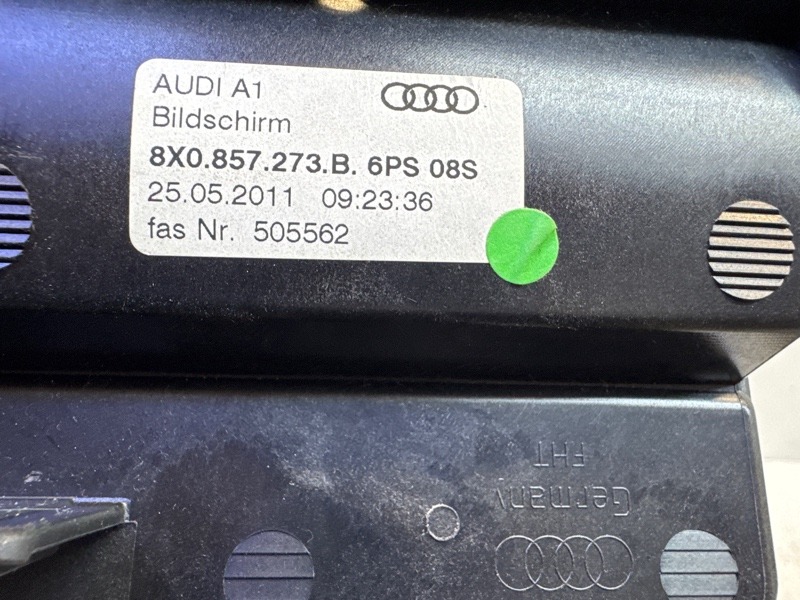 AUDI A1
Bildschirm
8X0.857.273.B. 6PS 08S
25.05.2011 09:23:36
fas Nr. 505562
FHT
Germany